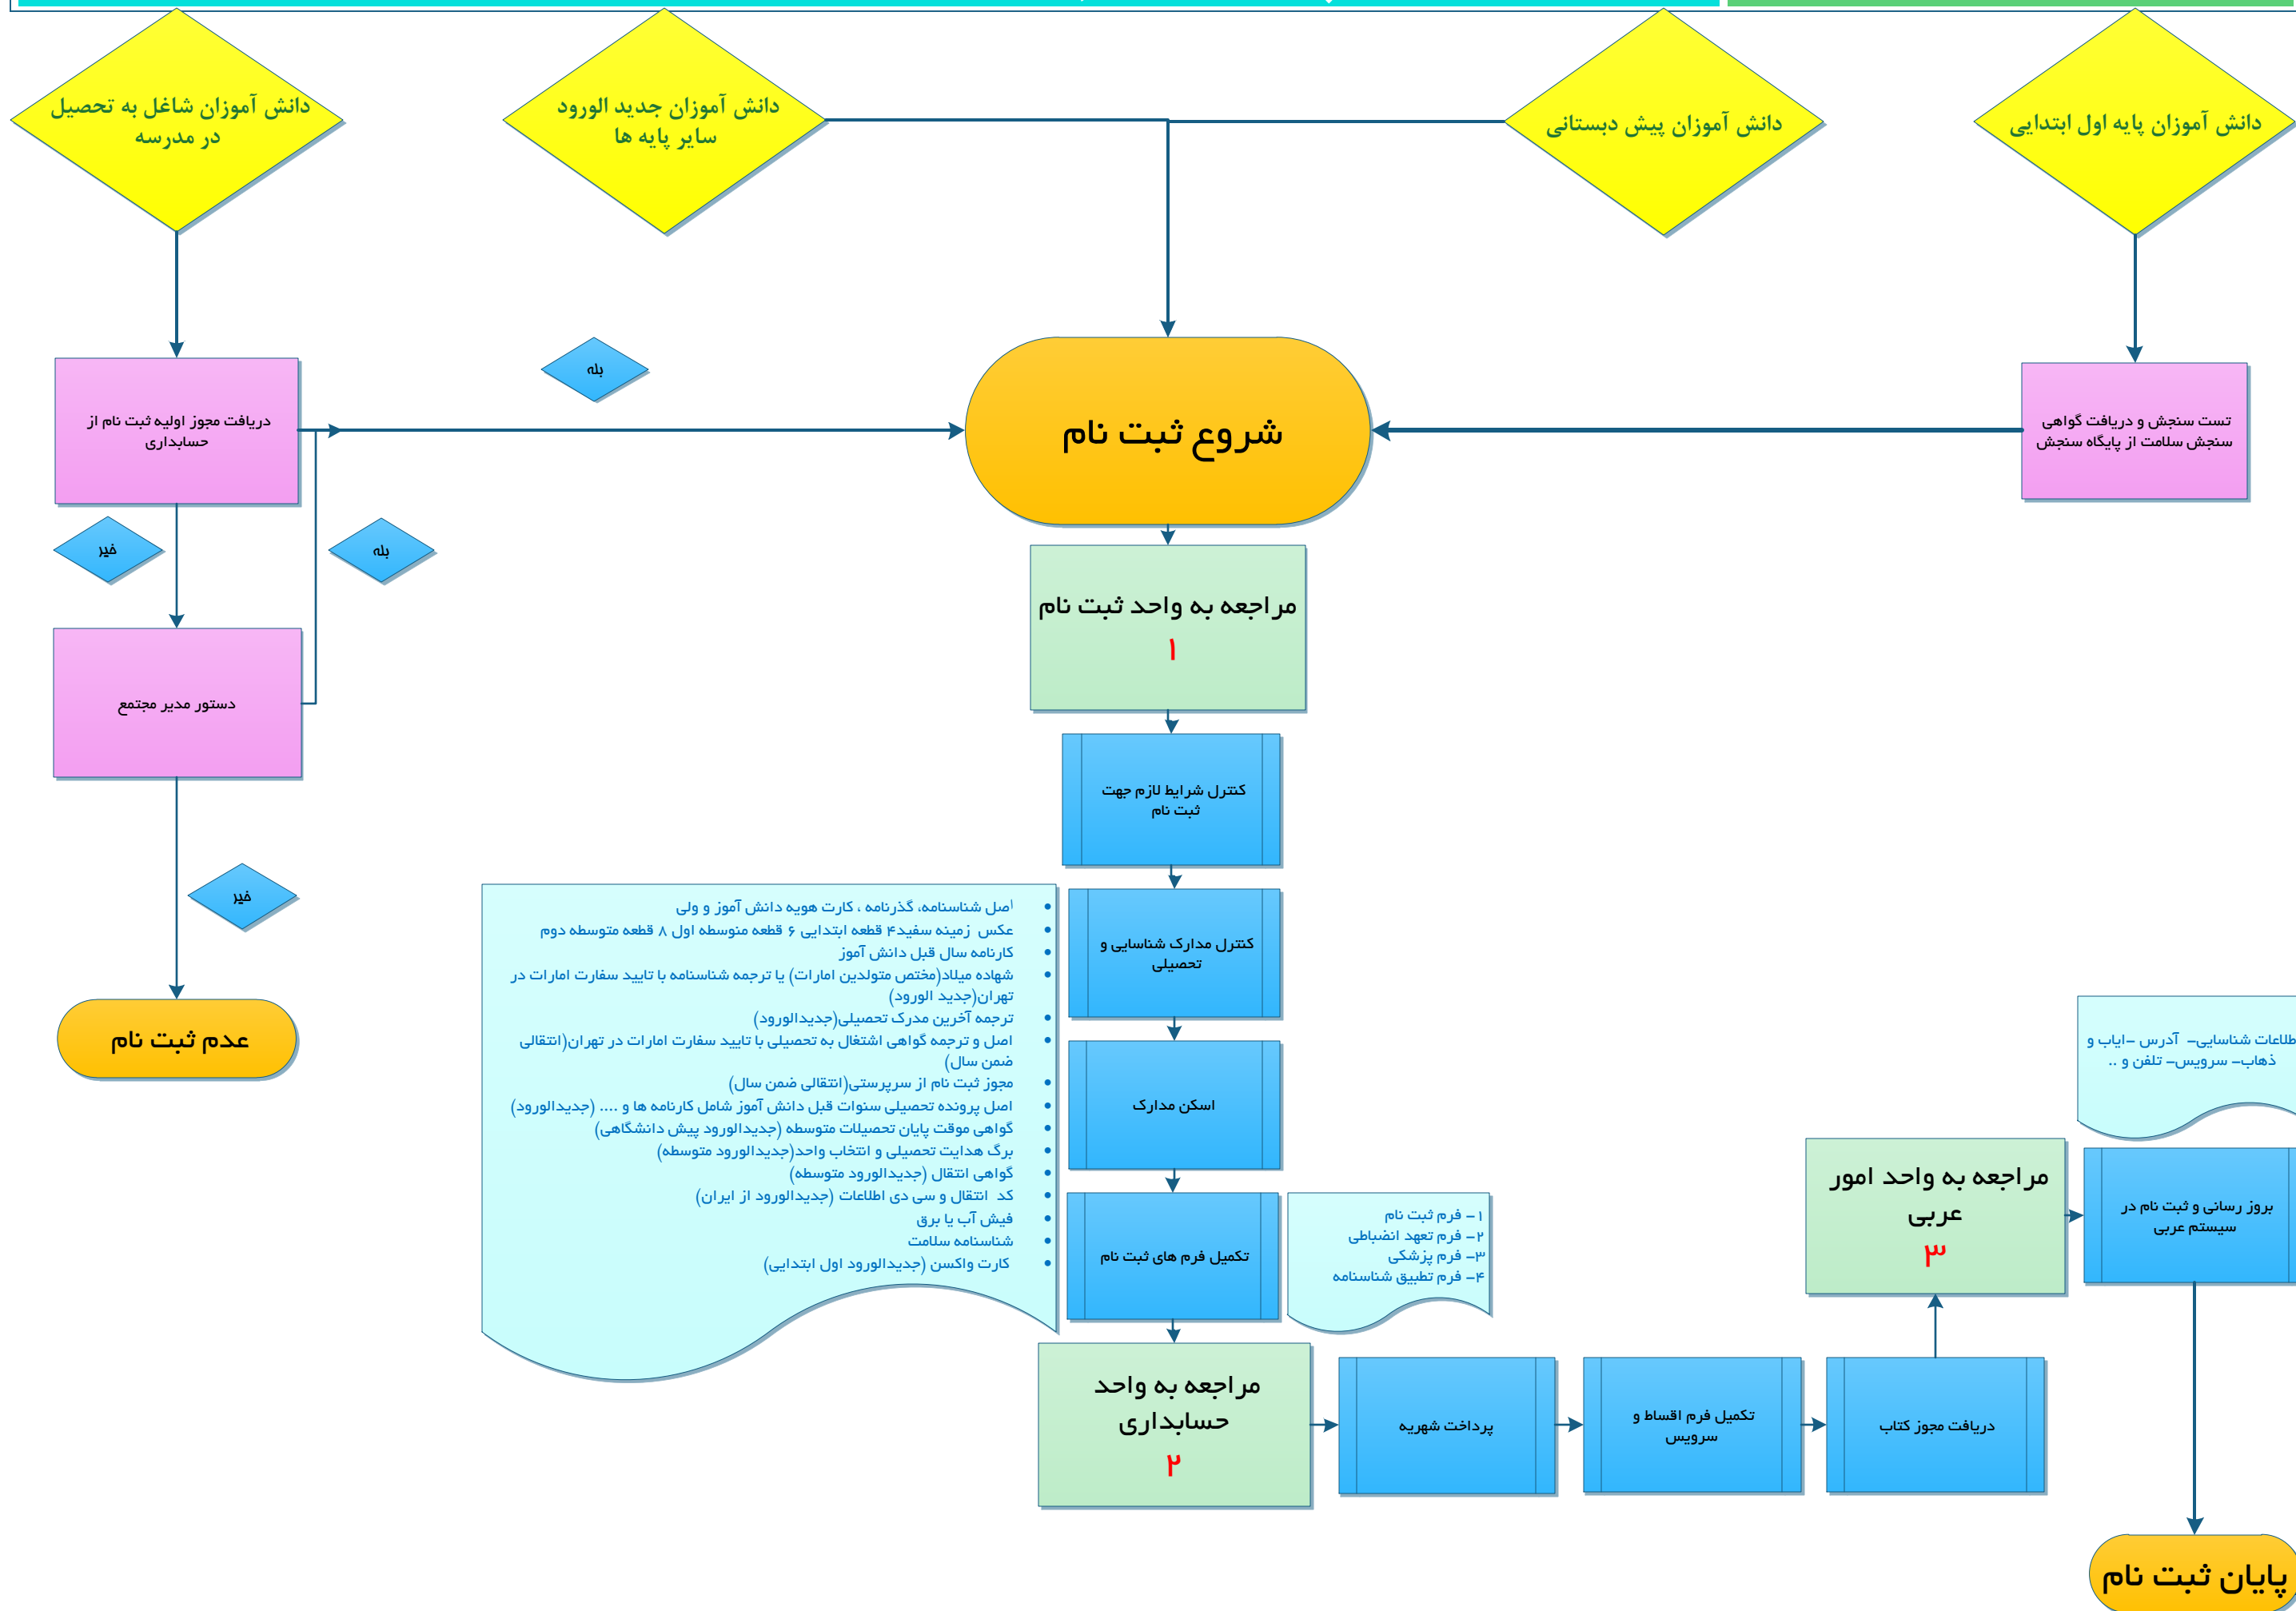 دانش آموزان پایه اول ابتدایی
دانش آموزان پیش دبستانی
دانش آموزان جدید الورود
سایر پایه ها
دانش آموزان شاغل به تحصیل
در مدرسه
تست سنجش و دریافت گواهی
سنجش سلامت از پایگاه سنجش
شروع ثبت نام
بله
دریافت مجوز اولیه ثبت نام از
حسابداری
بله
خیر
دستور مدیر مجتمع
خیر
عدم ثبت نام
مراجعه به واحد ثبت نام
۱
کنترل شرایط لازم جهت
ثبت نام
کنترل مدارک شناسایی و
تحصیلی
اسکن مدارک
تکمیل فرم های ثبت نام
• اصل شناسنامه، گذرنامه ، کارت هویه دانش آموز و ولی
• عکس زمینه سفید۴ قطعه ابتدایی ۶ قطعه منوسطه اول ۸ قطعه متوسطه دوم
• کارنامه سال قبل دانش آموز
• شهاده میلاد(مختص متولدین امارات) یا ترجمه شناسنامه با تایید سفارت امارات در
تهران(جدید الورود)
• ترجمه آخرین مدرک تحصیلی(جدیدالورود)
• اصل و ترجمه گواهی اشتغال به تحصیلی با تایید سفارت امارات در تهران(انتقالی
ضمن سال)
• مجوز ثبت نام از سرپرستی(انتقالی ضمن سال)
• اصل پرونده تحصیلی سنوات قبل دانش آموز شامل کارنامه ها و .... (جدیدالورود)
• گواهی موقت پایان تحصیلات متوسطه (جدیدالورود پیش دانشگاهی)
• برگ هدایت تحصیلی و انتخاب واحد(جدیدالورود متوسطه)
• گواهی انتقال (جدیدالورود متوسطه)
• کد انتقال و سی دی اطلاعات (جدیدالورود از ایران)
• فیش آب یا برق
• شناسنامه سلامت
• کارت واکسن (جدیدالورود اول ابتدایی)
۱- فرم ثبت نام
۲- فرم تعهد انضباطی
۳- فرم پزشکی
۴- فرم تطبیق شناسنامه
مراجعه به واحد
حسابداری
۲
پرداخت شهریه
تکمیل فرم اقساط و
سرویس
دریافت مجوز کتاب
مراجعه به واحد امور
عربی
۳
شناسایی- آدرس -ایاب و
ذهاب- سرویس- تلفن و ..
بروز رسانی و ثبت نام در
سیستم عربی
پایان ثبت نام